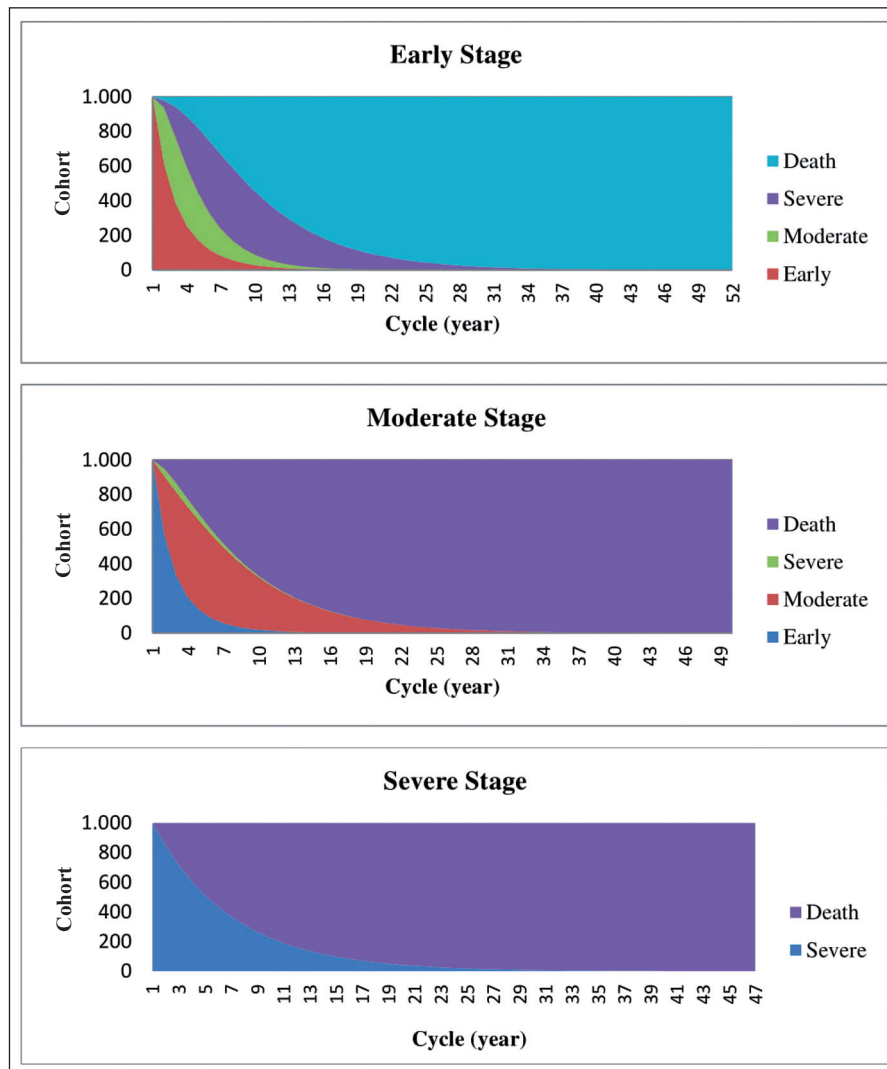 Early Stage
1.000
800
600
400
200
0
Cohort
1 4 7 10 13 16 19 22 25 28 31 34 37 40 43 46 49 52
Cycle (year)
Death
Severe
Moderate
Early
Moderate Stage
1.000
800
600
400
200
0
Cohort
1 4 7 10 13 16 19 22 25 28 31 34 37 40 43 46 49
Cycle (year)
Death
Severe
Moderate
Early
Severe Stage
1.000
800
600
400
200
0
Cohort
1 3 5 7 9 11 13 15 17 19 21 23 25 27 29 31 33 35 37 39 41 43 45 47
Cycle (year)
Death
Severe